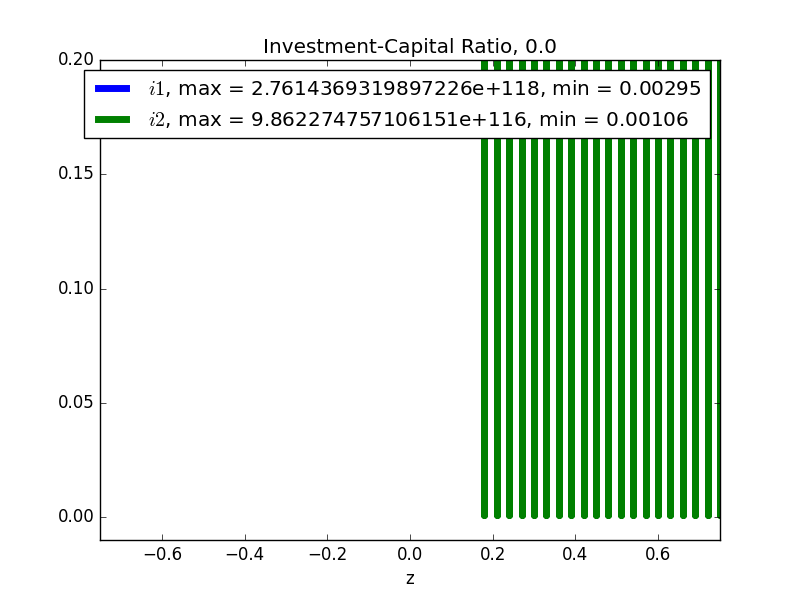 Investment-Capital Ratio, 0.0
i1, max = 2.7614369319897226e+118, min = 0.00295
i2, max = 9.862274757106151e+116, min = 0.00106
0.20
0.15
0.10
0.05
0.00
−0.6 −0.4 −0.2 0.0 0.2 0.4 0.6
z